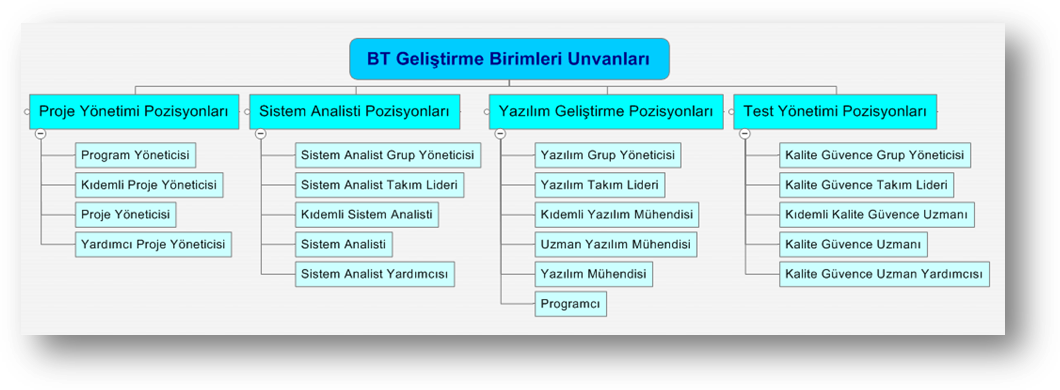 BT Geliştirme Birimleri Unvanları
Proje Yönetimi Pozisyonları
Program Yöneticisi
Kıdemli Proje Yöneticisi
Proje Yöneticisi
Yardımcı Proje Yöneticisi
Sistem Analisti Pozisyonları
Sistem Analist Grup Yöneticisi
Sistem Analist Takım Lideri
Kıdemli Sistem Analisti
Sistem Analisti
Sistem Analist Yardımcısı
Yazılım Geliştirme Pozisyonları
Yazılım Grup Yöneticisi
Yazılım Takım Lideri
Kıdemli Yazılım Mühendisi
Uzman Yazılım Mühendisi
Yazılım Mühendisi
Programcı
Test Yönetimi Pozisyonları
Kalite Güvence Grup Yöneticisi
Kalite Güvence Takım Lideri
Kıdemli Kalite Güvence Uzmanı
Kalite Güvence Uzmanı
Kalite Güvence Uzman Yardımcısı